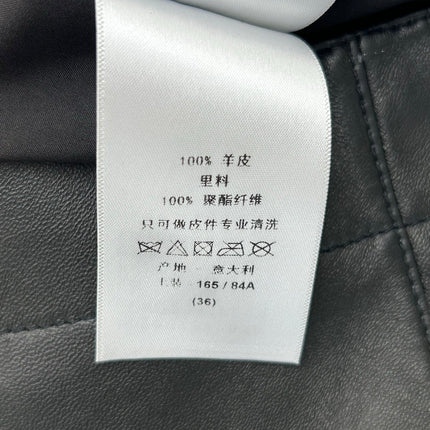 100% 羊皮
里料
100% 聚酯纤维
只可做皮件专业清洗
产地 - 意大利
上装 - 165 / 84A
(36)